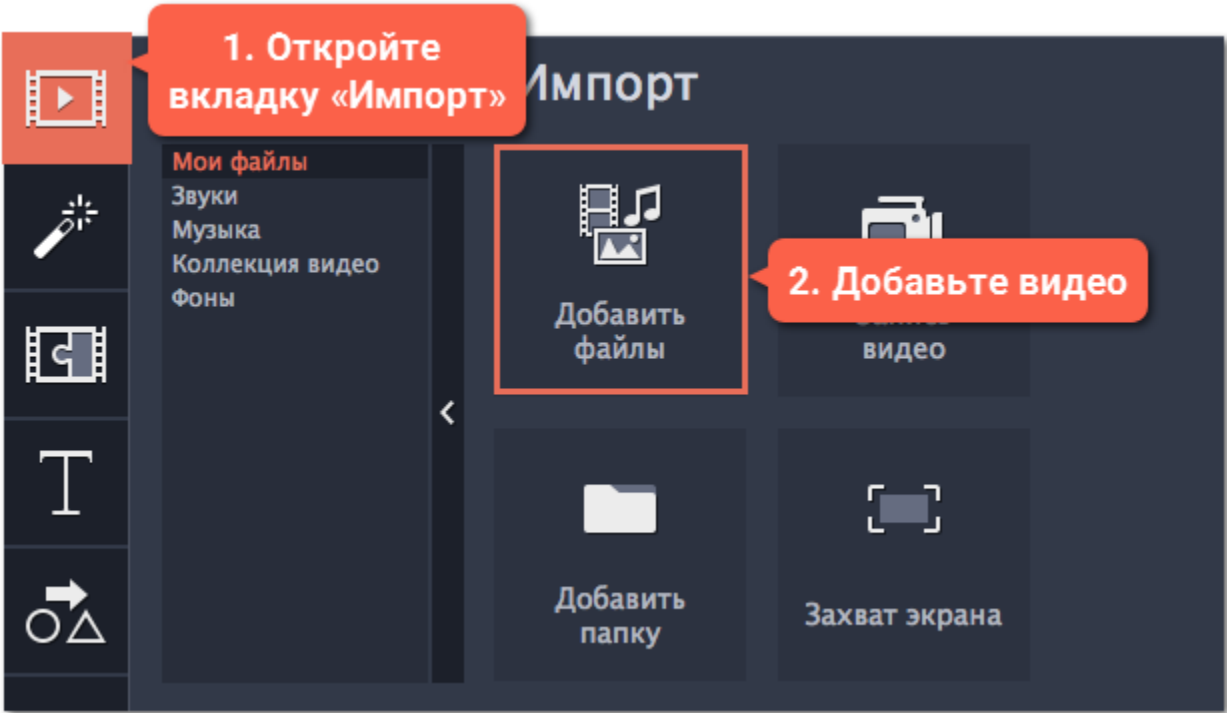 1. Откройте
вкладку «Импорт»
Импорт
Мои файлы
Звуки
Музыка
Коллекция видео
Фоны
Добавить
файлы
2. Добавьте видео
видео
Добавить
папку
Захват экрана